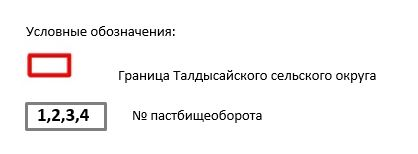 Условные обозначения:
Граница Талдысайского сельского округа
1,2,3,4 № пастбищеоборота